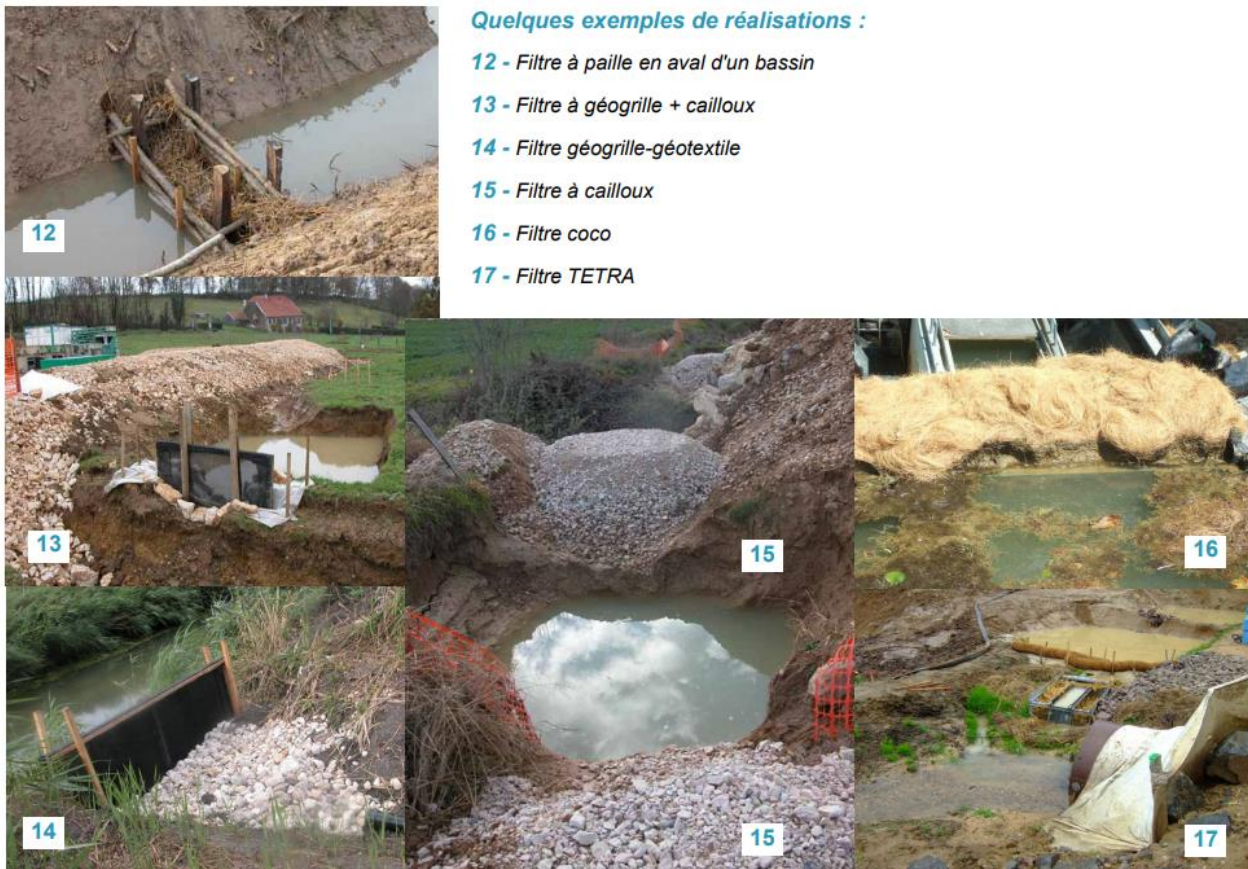 Quelques exemples de réalisations :
12 - Filtre à paille en aval d'un bassin
13 - Filtre à géogrille + cailloux
14 - Filtre géogrille-géotextile
15 - Filtre à cailloux
16 - Filtre coco
17 - Filtre TETRA
12
13
15
16
14
15
17